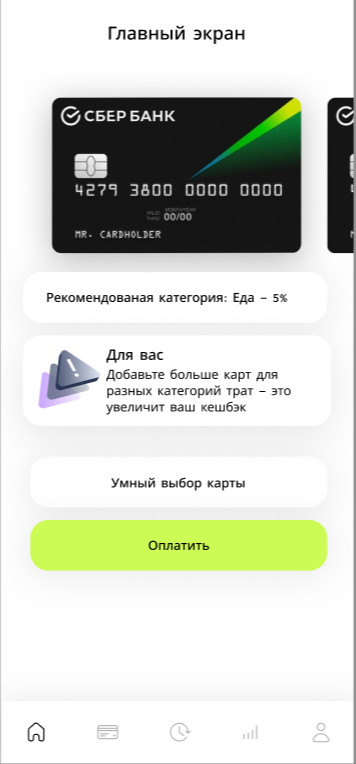 Главный экран
СБЕР БАНК
4279 3800 0000 0000
00/00
MR. CARDHOLDER
Рекомендованая категория: Еда – 5%
Для вас
Добавьте больше карт для
разных категорий трат – это
увеличит ваш кешбэк
Умный выбор карты
Оплатить